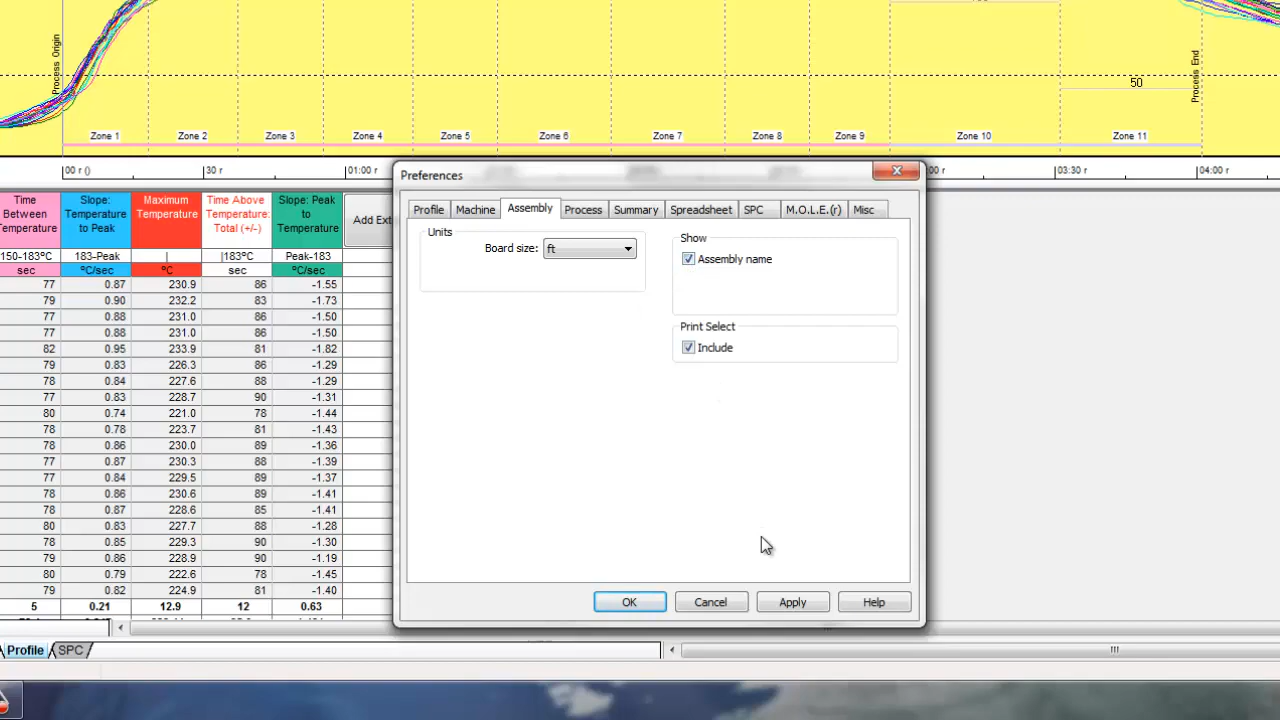 Process Origin
Process End
50
Zone 1 Zone 2 Zone 3 Zone 4 Zone 5 Zone 6 Zone 7 Zone 8 Zone 9 Zone 10 Zone 11
00 r () 30 r 01:00 r 00 r 03:30 r 04:00 r
Preferences
Profile Machine Assembly Process Summary Spreadsheet SPC M.O.L.E.(r) Misc
Units
Board size: ft
Show
Assembly name
Print Select
Include
OK Cancel Apply Help
Time Between Temperature
Slope: Temperature to Peak
Maximum Temperature
Time Above Temperature: Total (+/-)
Slope: Peak to Temperature
Add Ext
150-183ºC 183-Peak | |183ºC Peak-183
sec ºC/sec ºC sec ºC/sec
77 0.87 230.9 86 -1.55
79 0.90 232.2 83 -1.73
77 0.88 231.0 86 -1.50
77 0.88 231.0 86 -1.50
82 0.95 233.9 81 -1.82
79 0.83 226.3 86 -1.29
78 0.84 227.6 88 -1.29
77 0.83 228.7 90 -1.31
80 0.74 221.0 78 -1.44
78 0.78 223.7 81 -1.43
78 0.86 230.0 89 -1.36
77 0.87 230.3 88 -1.39
77 0.84 229.5 89 -1.37
78 0.86 230.6 89 -1.41
78 0.87 228.6 85 -1.41
80 0.83 227.7 88 -1.28
78 0.85 229.3 90 -1.30
79 0.86 228.9 90 -1.19
80 0.79 222.6 78 -1.45
79 0.82 224.9 81 -1.40
5 0.21 12.9 12 0.63
Profile SPC